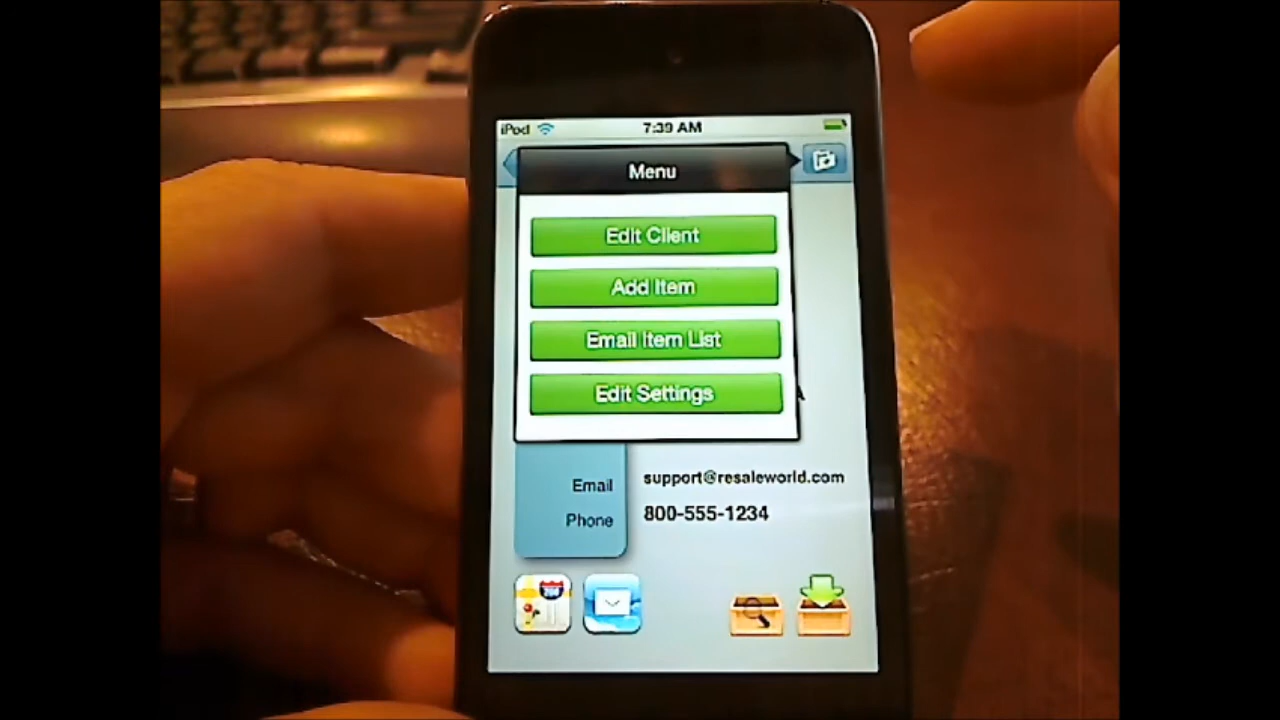 iPod 7:39 AM
Menu
Edit Client
Add Item
Email Item List
Edit Settings
A
Email support@resaleworld.com
Phone 800-555-1234